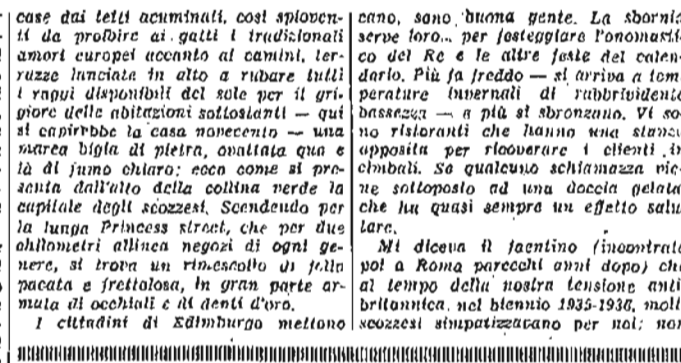 case dai tetti acuminati, così spioven-
ti da proibire ai gatti i tradizionali
amori europei accanto ai camini, ter-
razze lanciate in alto a rubare tutti
i raggi disponibili del sole per il gri-
giore delle abitazioni sottostanti — qui
si capirebbe la casa novecento — una
marea bigia di pietra, ovattata qua e
là di fumo chiaro: ecco come si pre-
senta dall'alto della collina verde la
capitale degli scozzesi. Scendendo per
la lunga Princess street, che per due
chilometri allinea negozi di ogni ge-
nere, si trova un rimescolio di folla
pacata e frettolosa, in gran parte ar-
mata di occhiali e di denti d'oro.
I cittadini di Edimburgo mettono
cano, sono buona gente. La sbornia
serve loro... per festeggiare l'onomasti-
co del Re e le altre feste del calen-
dario. Più fa freddo — si arriva a tem-
perature invernali di rabbrividente
bassezza — e più si sbronzano. Vi so-
no ristoranti che hanno una stanza
apposita per ricoverare i clienti in
cimbali. Se qualcuno schiamazza vie-
ne sottoposto ad una doccia gelata
che ha quasi sempre un effetto salu-
tare.
Mi diceva il faentino (incontrato
poi a Roma parecchi anni dopo) che
al tempo della nostra tensione anti
britannica, nel biennio 1935-1936, molti
scozzesi simpatizzavano per noi; non